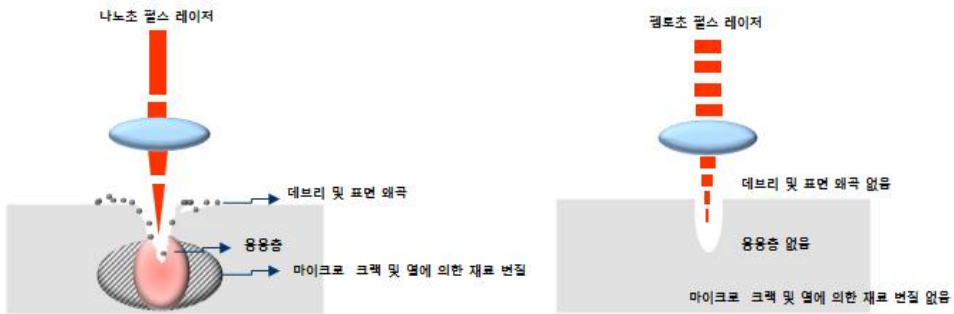 나노초 펄스 레이저
데브리 및 표면 왜곡
용융층
마이크로 크랙 및 열에 의한 재료 변질
펨토초 펄스 레이저
데브리 및 표면 왜곡 없음
용융층 없음
마이크로 크랙 및 열에 의한 재료 변질 없음